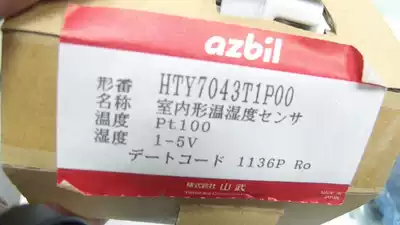 azbil
形番 HTY7043T1P00
名称 室内形温湿度センサ
温度 Pt100
湿度 1-5V
データコード 1136P Ro
株式会社 山武